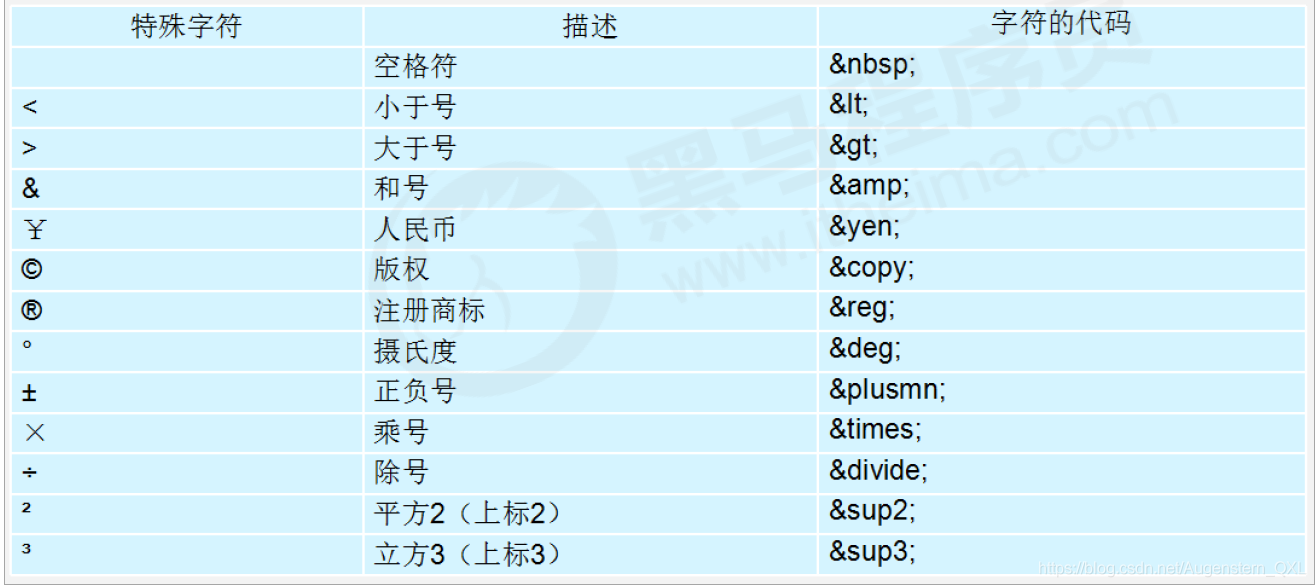 特殊字符 描述 字符的代码
空格符 &nbsp;
< 小于号 &lt;
> 大于号 &gt;
& 和号 &amp;
¥ 人民币 &yen;
© 版权 &copy;
® 注册商标 &reg;
° 摄氏度 &deg;
± 正负号 &plusmn;
× 乘号 &times;
÷ 除号 &divide;
² 平方2（上标2） &sup2;
³ 立方3（上标3） &sup3;
黑马程序员
www.itheima.com
https://blog.csdn.net/Augenstern_QXL